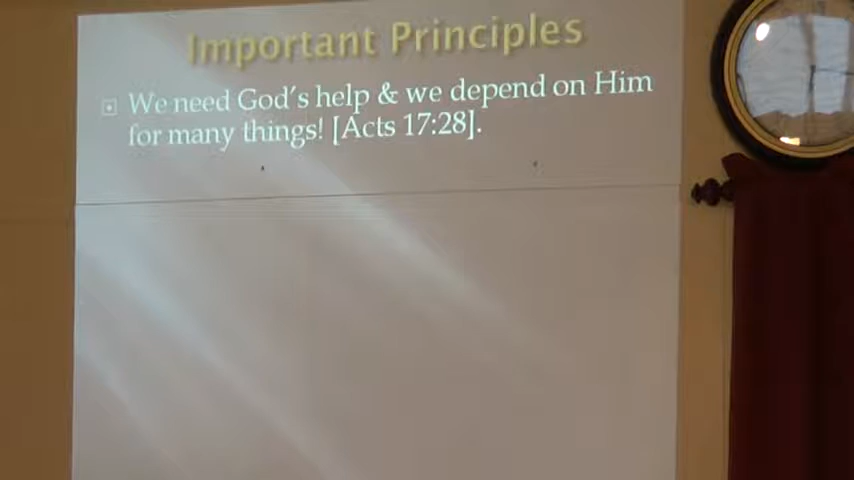 Important Principles
We need God's help & we depend on Him
for many things! [Acts 17:28].